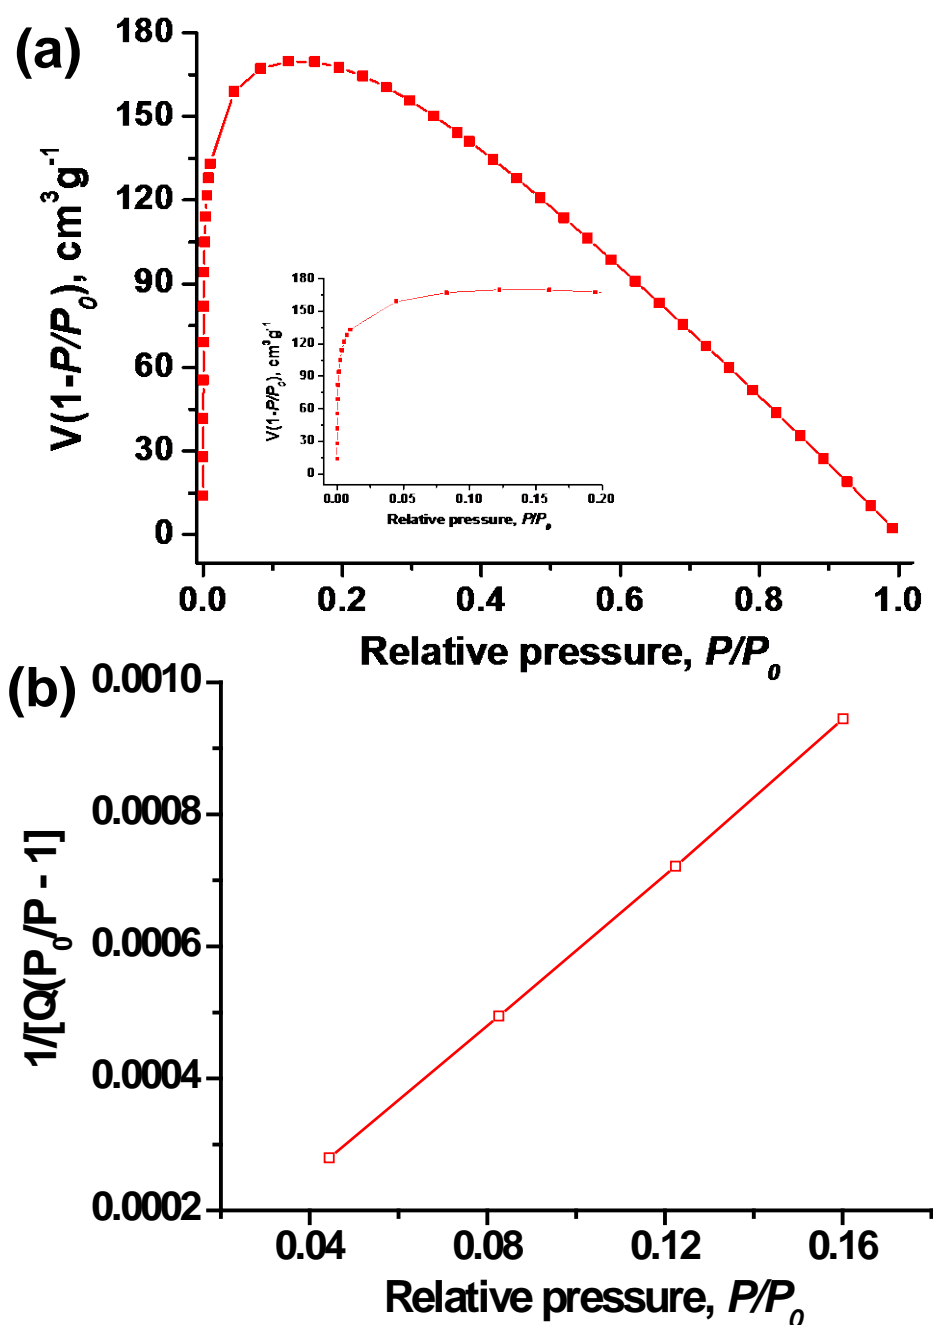 (a)
V(1-P/P0), cm3g-1
180
150
120
90
60
30
0
0.0 0.2 0.4 0.6 0.8 1.0
Relative pressure, P/P0
V(1-P/P0), cm3g-1
180
150
120
90
60
30
0
0.00 0.05 0.10 0.15 0.20
Relative pressure, P/P0
(b)
1/[Q(P0/P - 1]
0.0010
0.0008
0.0006
0.0004
0.0002
0.04 0.08 0.12 0.16
Relative pressure, P/P0